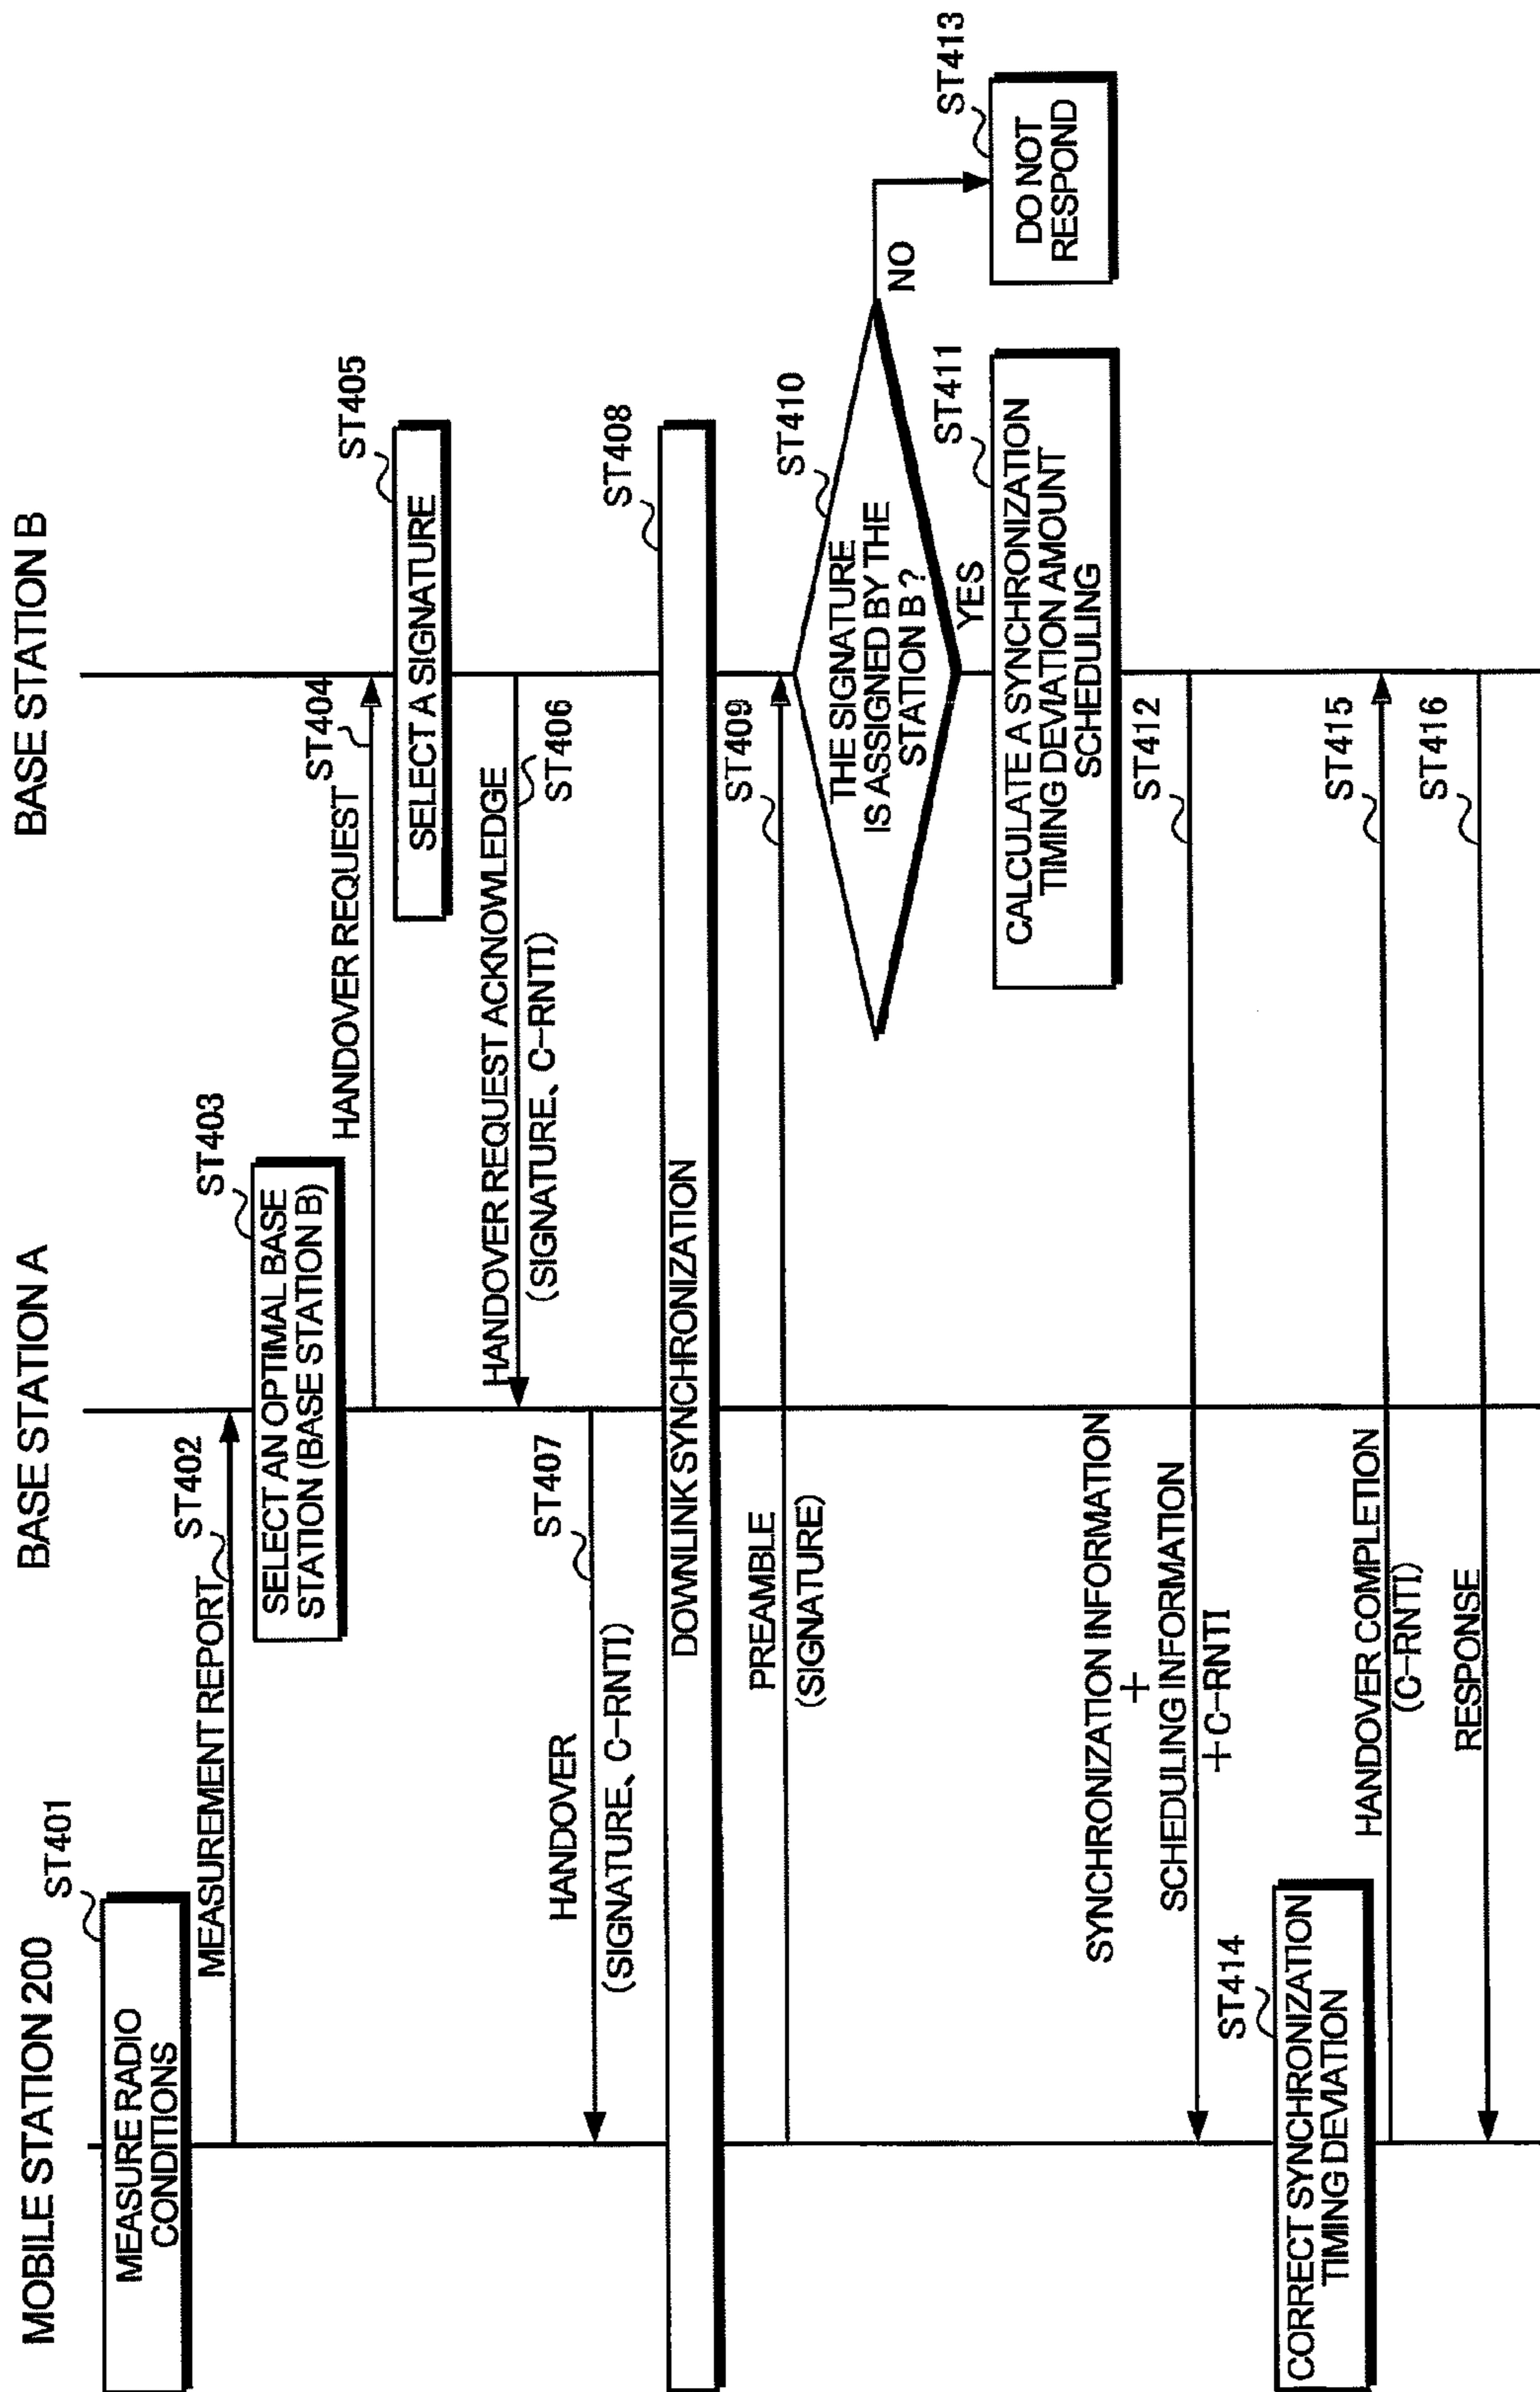 MOBILE STATION 200
BASE STATION A
BASE STATION B
ST401
MEASURE RADIO
CONDITIONS
MEASUREMENT REPORT
ST402
ST403
SELECT AN OPTIMAL BASE
STATION (BASE STATION B)
HANDOVER REQUEST
ST404
ST405
SELECT A SIGNATURE
HANDOVER REQUEST ACKNOWLEDGE
(SIGNATURE、C-RNTI)
ST406
ST407
HANDOVER
(SIGNATURE、C-RNTI)
ST408
DOWNLINK SYNCHRONIZATION
PREAMBLE
(SIGNATURE)
ST409
ST410
THE SIGNATURE
IS ASSIGNED BY THE
STATION B ?
NO
YES
ST413
DO NOT
RESPOND
ST411
CALCULATE A SYNCHRONIZATION
TIMING DEVIATION AMOUNT
SCHEDULING
SYNCHRONIZATION INFORMATION
+
SCHEDULING INFORMATION
+C-RNTI
ST412
ST414
CORRECT SYNCHRONIZATION
TIMING DEVIATION
HANDOVER COMPLETION
(C-RNTI)
ST415
RESPONSE
ST416